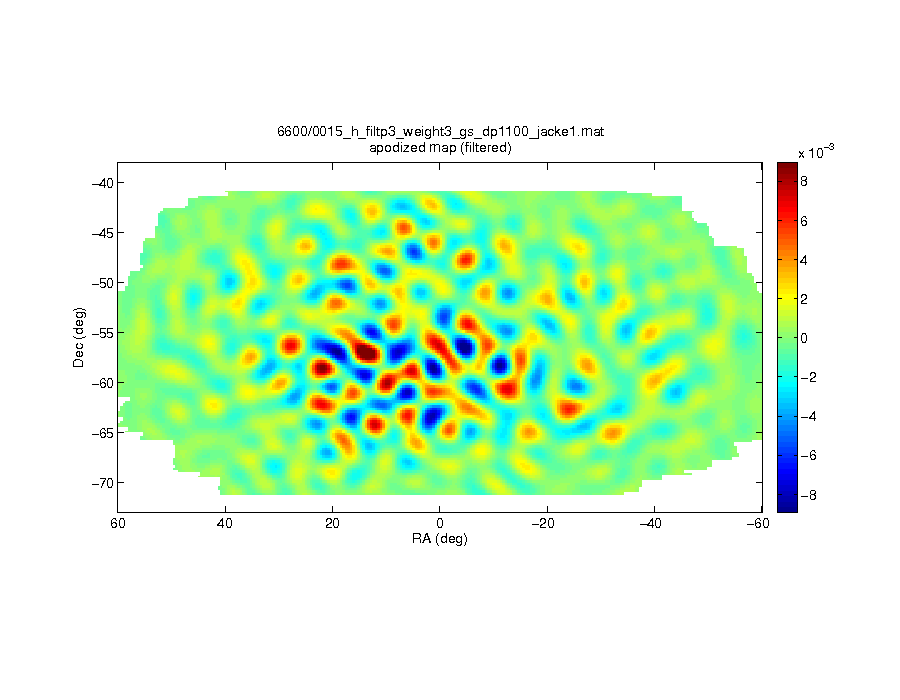 6600/0015_h_filtp3_weight3_gs_dp1100_jacke1.mat
apodized map (filtered)
x 10⁻³
−40
−45
−50
−55
−60
−65
−70
Dec (deg)
60 40 20 0 −20 −40 −60
RA (deg)
8
6
4
2
0
−2
−4
−6
−8